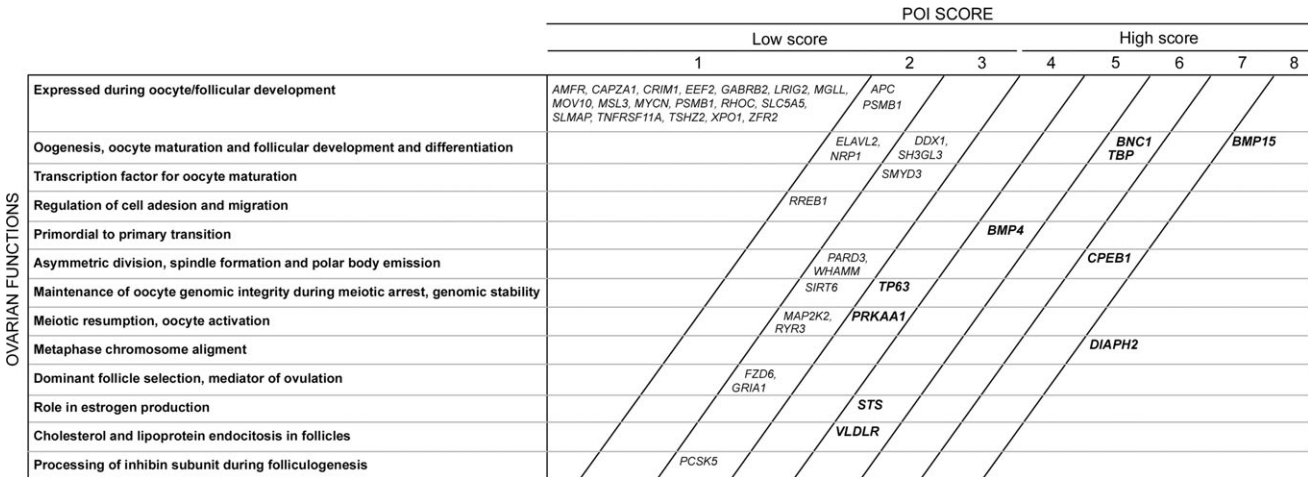 POI SCORE
Low score High score
1 2 3 4 5 6 7 8
OVARIAN FUNCTIONS
Expressed during oocyte/follicular development
AMFR, CAPZA1, CRIM1, EEF2, GABRB2, LRIG2, MGLL,
MOV10, MSL3, MYCN, PSMB1, RHOC, SLC5A5,
SLMAP, TNFRSF11A, TSHZ2, XPO1, ZFR2
APC
PSMB1
Oogenesis, oocyte maturation and follicular development and differentiation
ELAVL2,
NRP1
DDX1,
SH3GL3
BNC1
TBP
BMP15
Transcription factor for oocyte maturation
SMYD3
Regulation of cell adesion and migration
RREB1
Primordial to primary transition
BMP4
Asymmetric division, spindle formation and polar body emission
PARD3,
WHAMM
CPEB1
Maintenance of oocyte genomic integrity during meiotic arrest, genomic stability
SIRT6
TP63
Meiotic resumption, oocyte activation
MAP2K2,
RYR3
PRKAA1
Metaphase chromosome aligment
DIAPH2
Dominant follicle selection, mediator of ovulation
FZD6,
GRIA1
Role in estrogen production
STS
Cholesterol and lipoprotein endocitosis in follicles
VLDLR
Processing of inhibin subunit during folliculogenesis
PCSK5